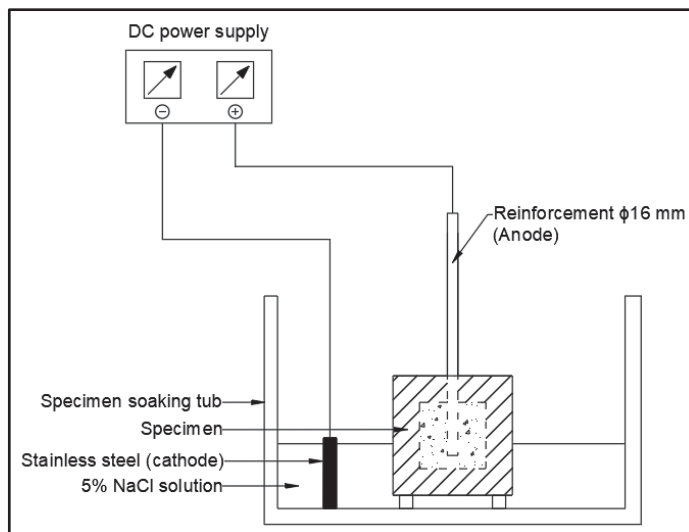 DC power supply
⊖ ⊕
Reinforcement ϕ16 mm
(Anode)
Specimen soaking tub
Specimen
Stainless steel (cathode)
5% NaCl solution